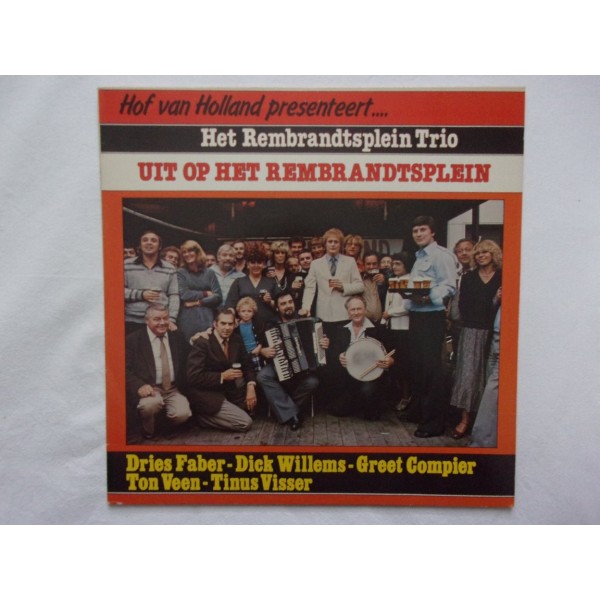 Hof van Holland presenteert....
Het Rembrandtsplein Trio
UIT OP HET REMBRANDTSPLEIN
Dries Faber - Dick Willems - Greet Compier
Ton Veen - Tinus Visser